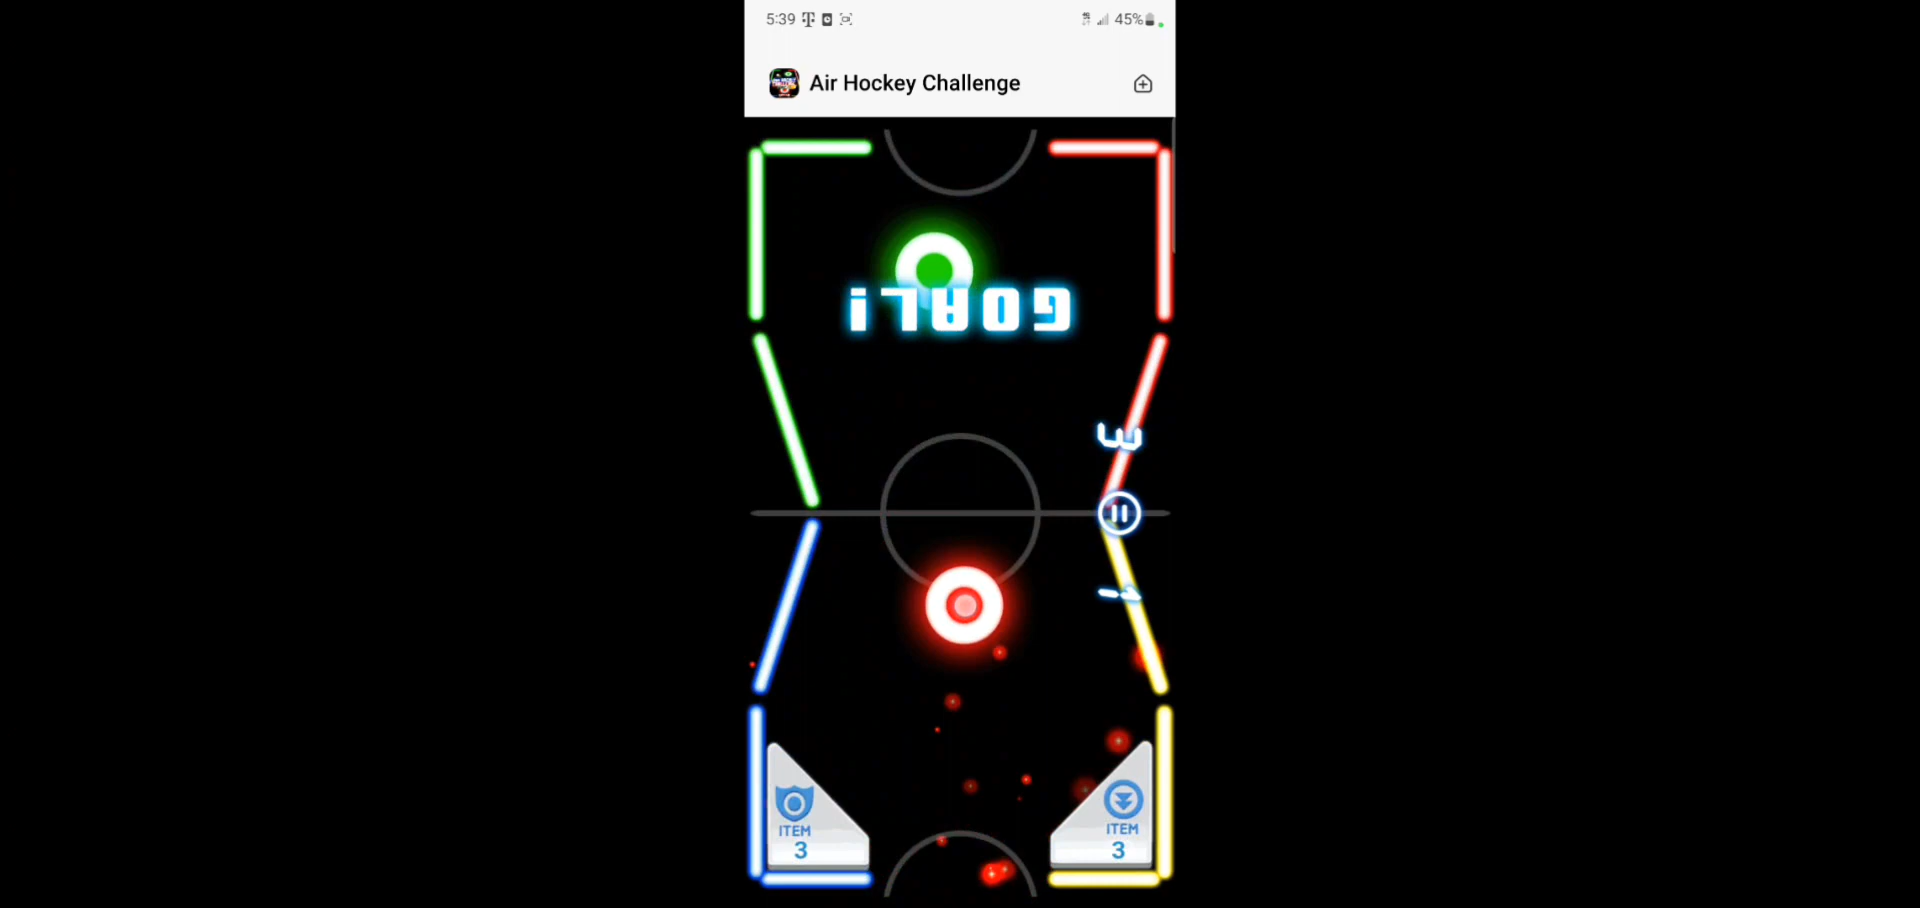 5:39 45%
Air Hockey Challenge
GOAL!
3
1
ITEM
3
ITEM
3